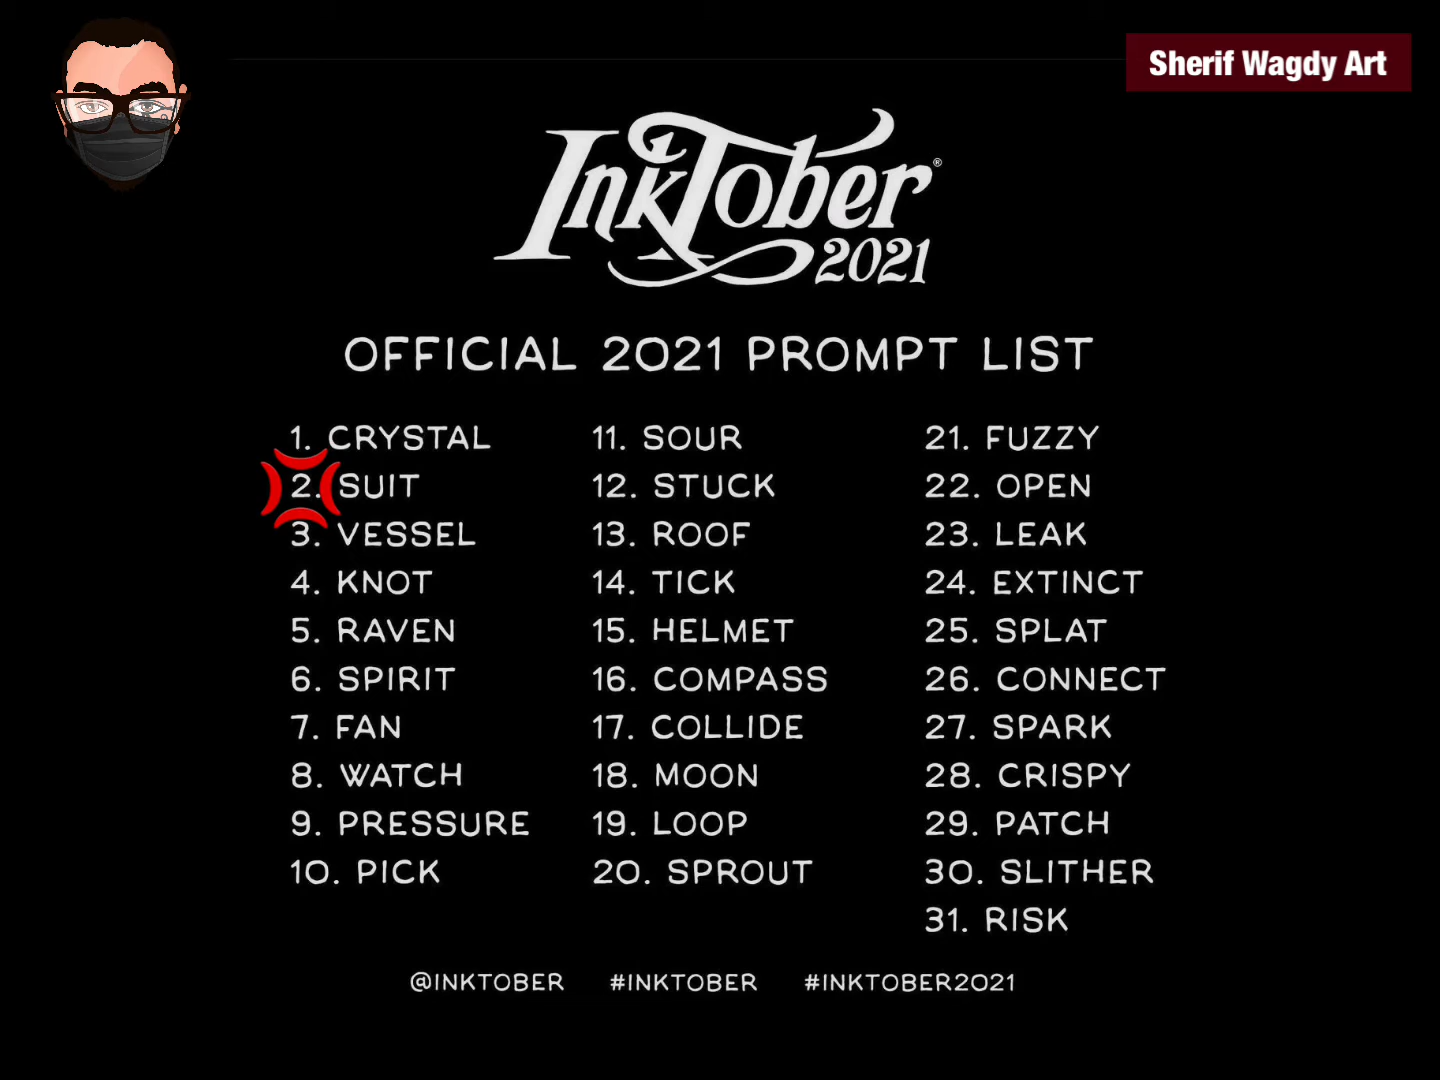 Sherif Wagdy Art
InkTober®
2021
OFFICIAL 2021 PROMPT LIST
1. CRYSTAL
2. SUIT
3. VESSEL
4. KNOT
5. RAVEN
6. SPIRIT
7. FAN
8. WATCH
9. PRESSURE
10. PICK
11. SOUR
12. STUCK
13. ROOF
14. TICK
15. HELMET
16. COMPASS
17. COLLIDE
18. MOON
19. LOOP
20. SPROUT
21. FUZZY
22. OPEN
23. LEAK
24. EXTINCT
25. SPLAT
26. CONNECT
27. SPARK
28. CRISPY
29. PATCH
30. SLITHER
31. RISK
@INKTOBER #INKTOBER #INKTOBER2021